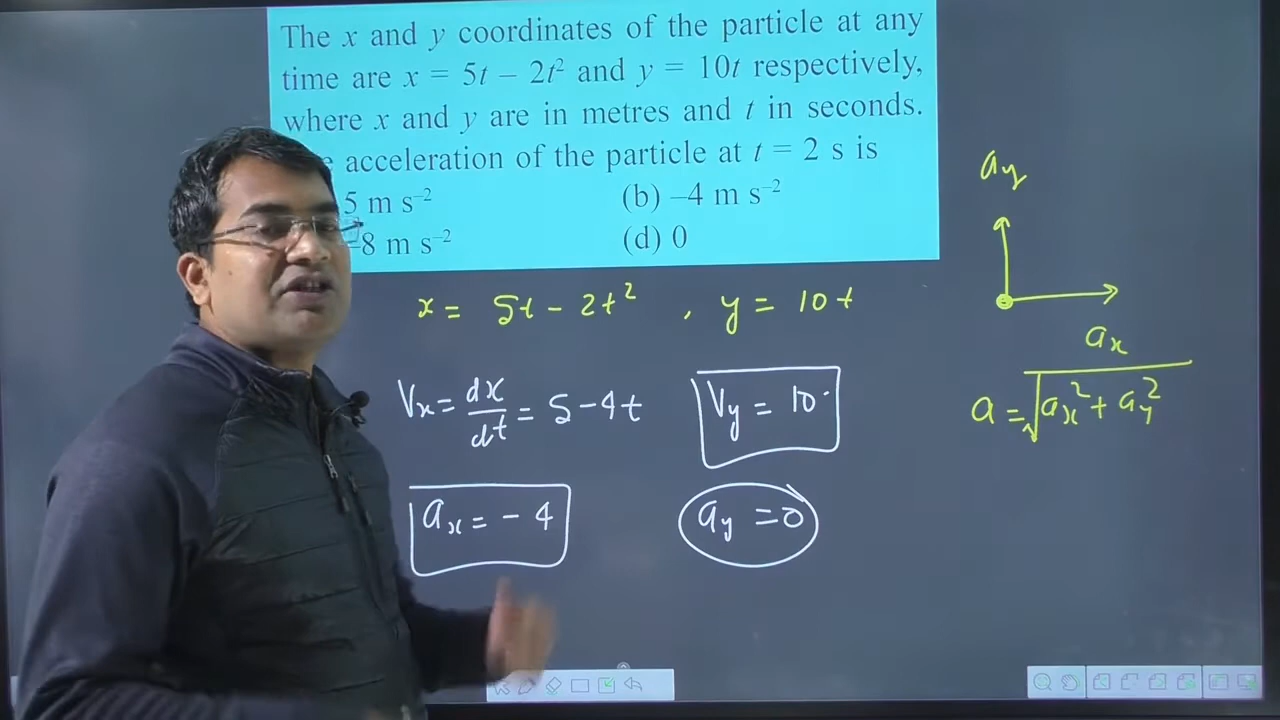 The x and y coordinates of the particle at any
time are x = 5t – 2t² and y = 10t respectively,
where x and y are in metres and t in seconds.
acceleration of the particle at t = 2 s is
5 m s⁻² (b) –4 m s⁻²
–8 m s⁻² (d) 0
x = 5t - 2t² , y = 10t
Vx = dx/dt = 5 - 4t
Vy = 10
ax = - 4
ay = 0
ay
ax
a = √ax² + ay²